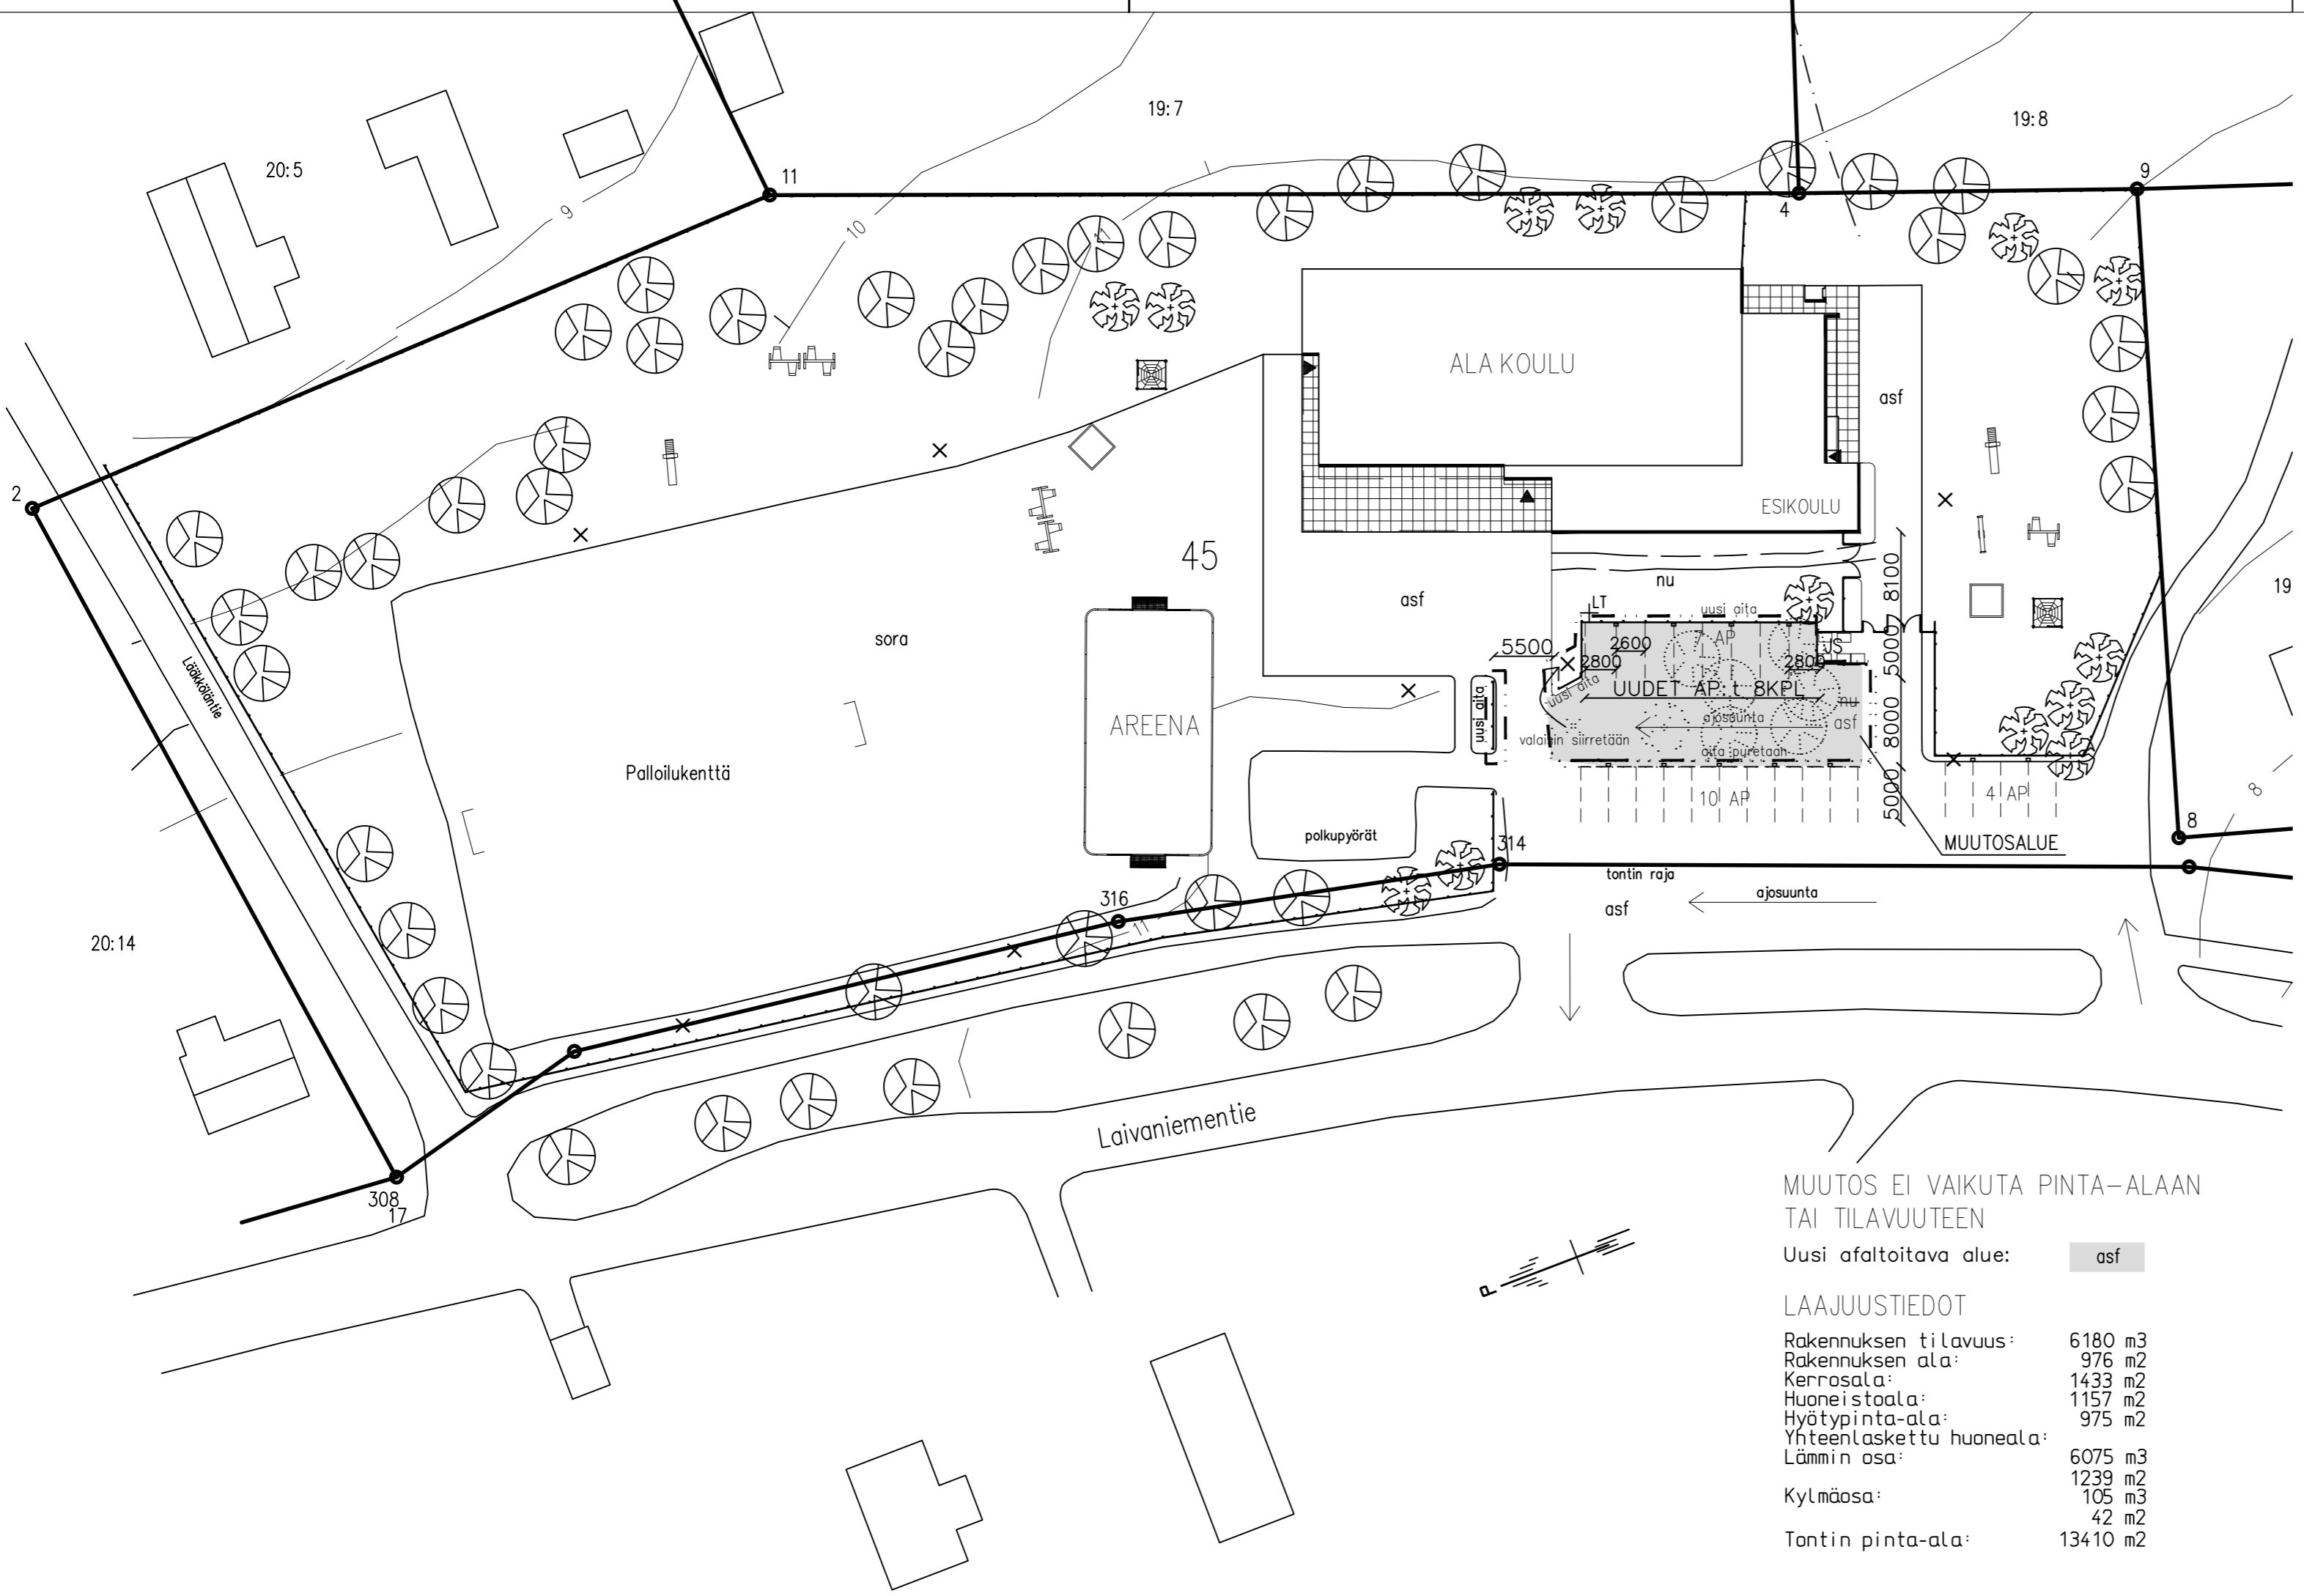 19:7
19:8
20:5
11
9
4
9
10
11
ALA KOULU
asf
2
ESIKOULU
45
asf
nu
8100
19
LT
uusi aita
sora
7 AP
JS
2600
5500
2800
2800
5000
Lääkköläntie
uusi aita
UUDET AP t 8KPL
uusi aita
nu
AREENA
ajosuunta
asf
valaisin siirretään
8000
aita puretaan
Palloilukenttä
10 AP
4 AP
5000
8
8
polkupyörät
314
MUUTOSALUE
tontin raja
ajosuunta
316
asf
11
20:14
Laivaniementie
308
17
P
MUUTOS EI VAIKUTA PINTA-ALAAN
TAI TILAVUUTEEN
Uusi afaltoitava alue: asf
LAAJUUSTIEDOT
Rakennuksen tilavuus: 6180 m3
Rakennuksen ala: 976 m2
Kerrosala: 1433 m2
Huoneistoala: 1157 m2
Hyötypinta-ala: 975 m2
Yhteenlaskettu huoneala:
Lämmin osa: 6075 m3
1239 m2
Kylmäosa: 105 m3
42 m2
Tontin pinta-ala: 13410 m2